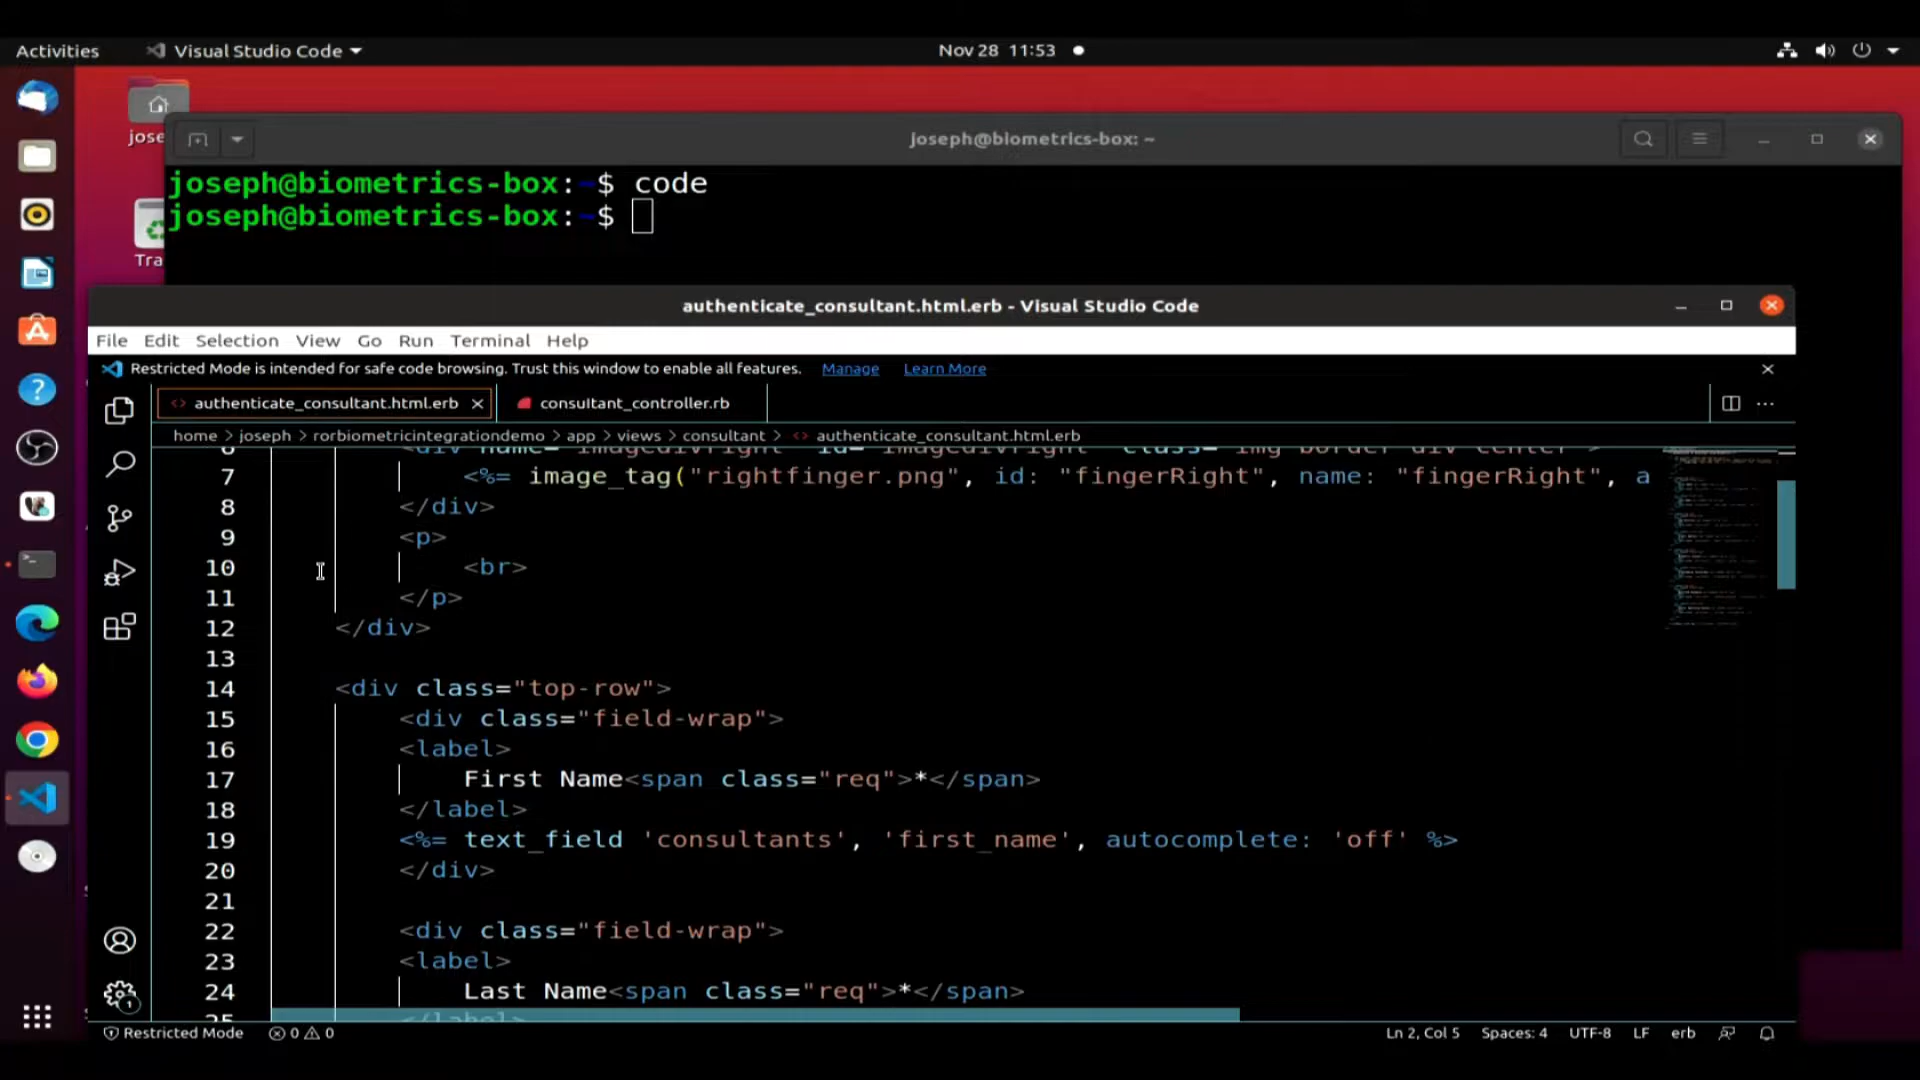 Activities Visual Studio Code Nov 28 11:53
jose
Tra
joseph@biometrics-box: ~
joseph@biometrics-box:~$ code
joseph@biometrics-box:~$
authenticate_consultant.html.erb - Visual Studio Code
File Edit Selection View Go Run Terminal Help
Restricted Mode is intended for safe code browsing. Trust this window to enable all features. Manage Learn More
authenticate_consultant.html.erb consultant_controller.rb
home > joseph > rorbiometricintegrationdemo > app > views > consultant > authenticate_consultant.html.erb
7 <%= image_tag("rightfinger.png", id: "fingerRight", name: "fingerRight", a
8 </div>
9 <p>
10 <br>
11 </p>
12 </div>
13
14 <div class="top-row">
15 <div class="field-wrap">
16 <label>
17 First Name<span class="req">*</span>
18 </label>
19 <%= text_field 'consultants', 'first_name', autocomplete: 'off' %>
20 </div>
21
22 <div class="field-wrap">
23 <label>
24 Last Name<span class="req">*</span>
25 </label>
Restricted Mode 0 0 Ln 2, Col 5 Spaces: 4 UTF-8 LF erb